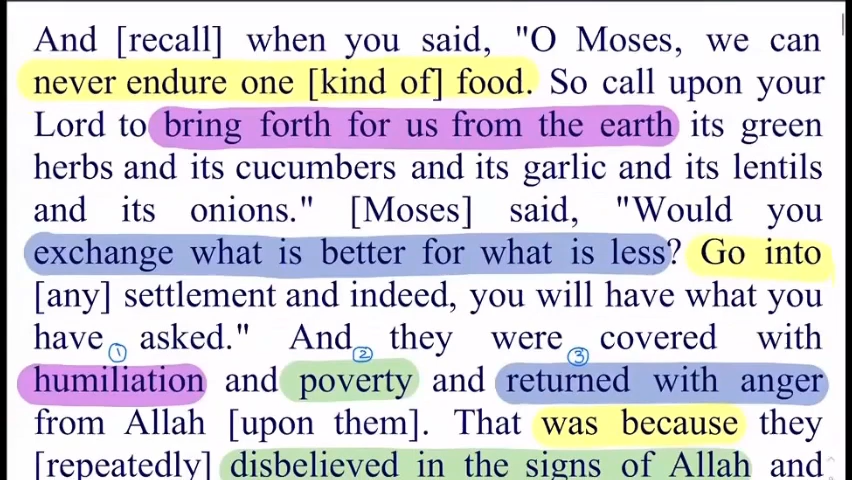 And [recall] when you said, "O Moses, we can
never endure one [kind of] food. So call upon your
Lord to bring forth for us from the earth its green
herbs and its cucumbers and its garlic and its lentils
and its onions." [Moses] said, "Would you
exchange what is better for what is less? Go into
[any] settlement and indeed, you will have what you
have asked." And they were covered with
① ② ③
humiliation and poverty and returned with anger
from Allah [upon them]. That was because they
[repeatedly] disbelieved in the signs of Allah and